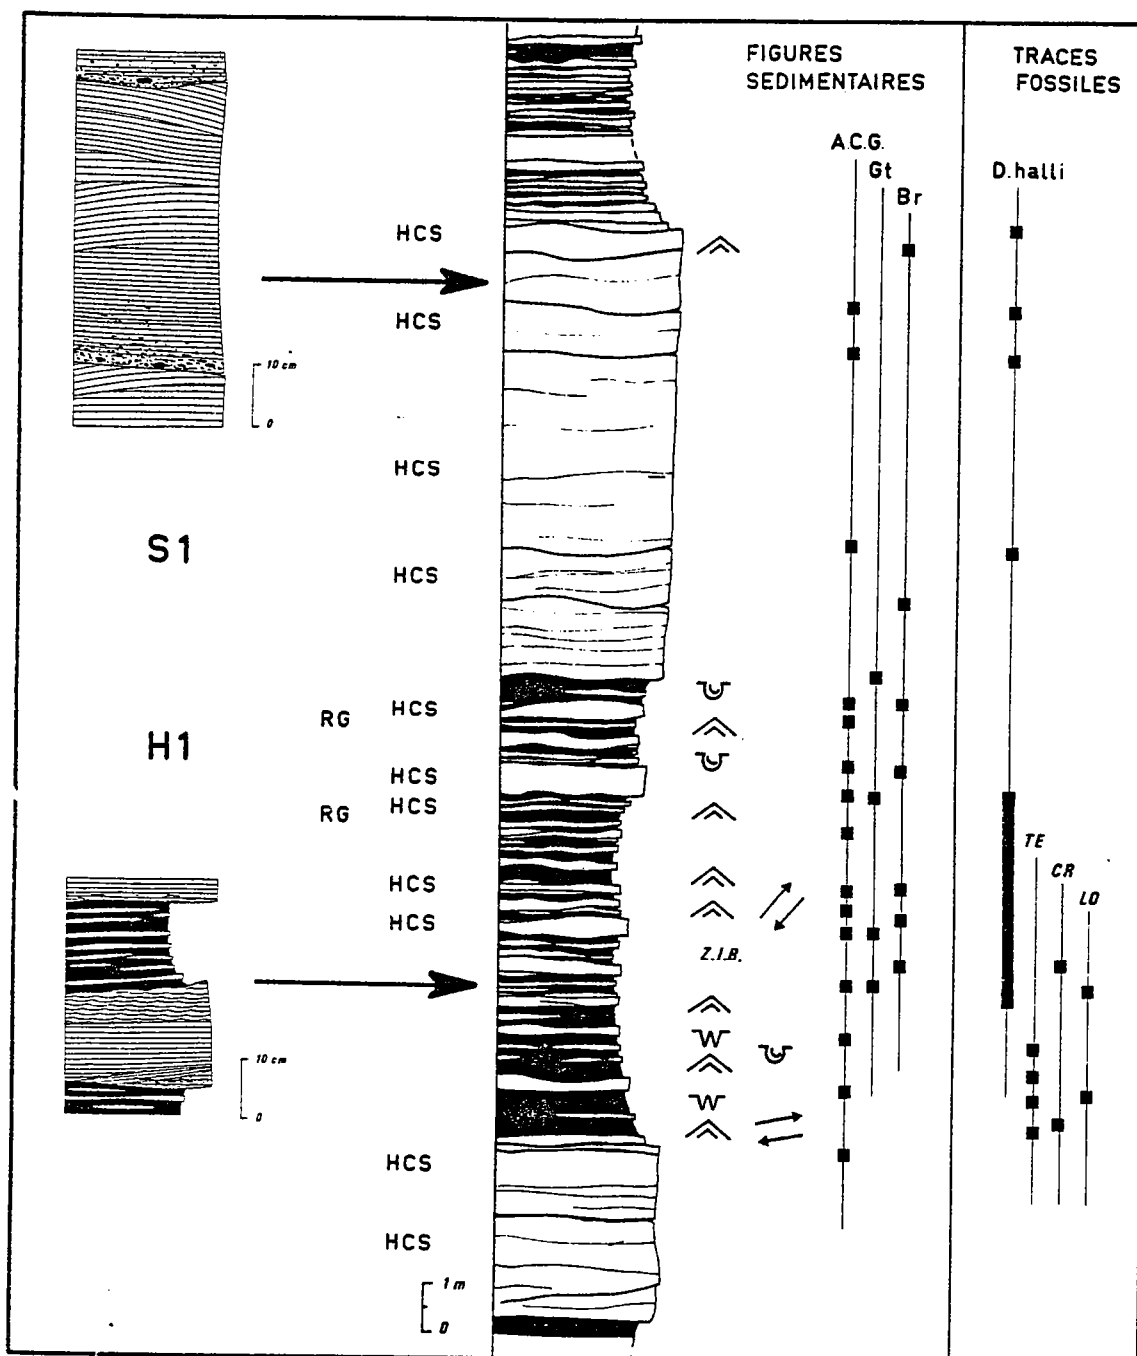 FIGURES
SEDIMENTAIRES
TRACES
FOSSILES
A.C.G.
Gt
Br
D.halli
HCS
HCS
10 cm
0
HCS
S1
HCS
HCS
RG
H1
HCS
HCS
RG
TE
CR
LO
HCS
HCS
Z.I.B.
10 cm
0
HCS
HCS
1m
0